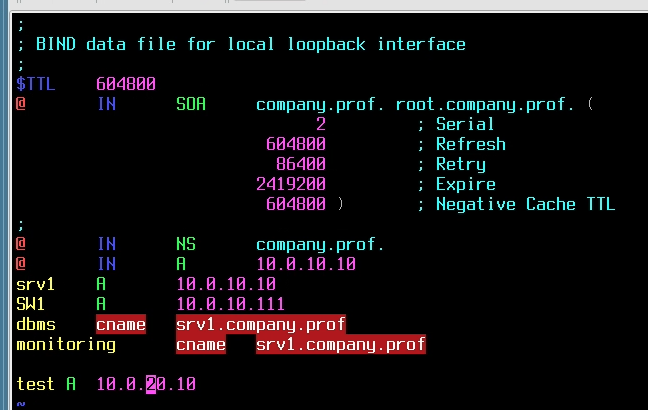 ;
; BIND data file for local loopback interface
;
$TTL 604800
@ IN SOA company.prof. root.company.prof. (
2 ; Serial
604800 ; Refresh
86400 ; Retry
2419200 ; Expire
604800 ) ; Negative Cache TTL
;
@ IN NS company.prof.
@ IN A 10.0.10.10
srv1 A 10.0.10.10
SW1 A 10.0.10.111
dbms cname srv1.company.prof
monitoring cname srv1.company.prof
test A 10.0.20.10
~